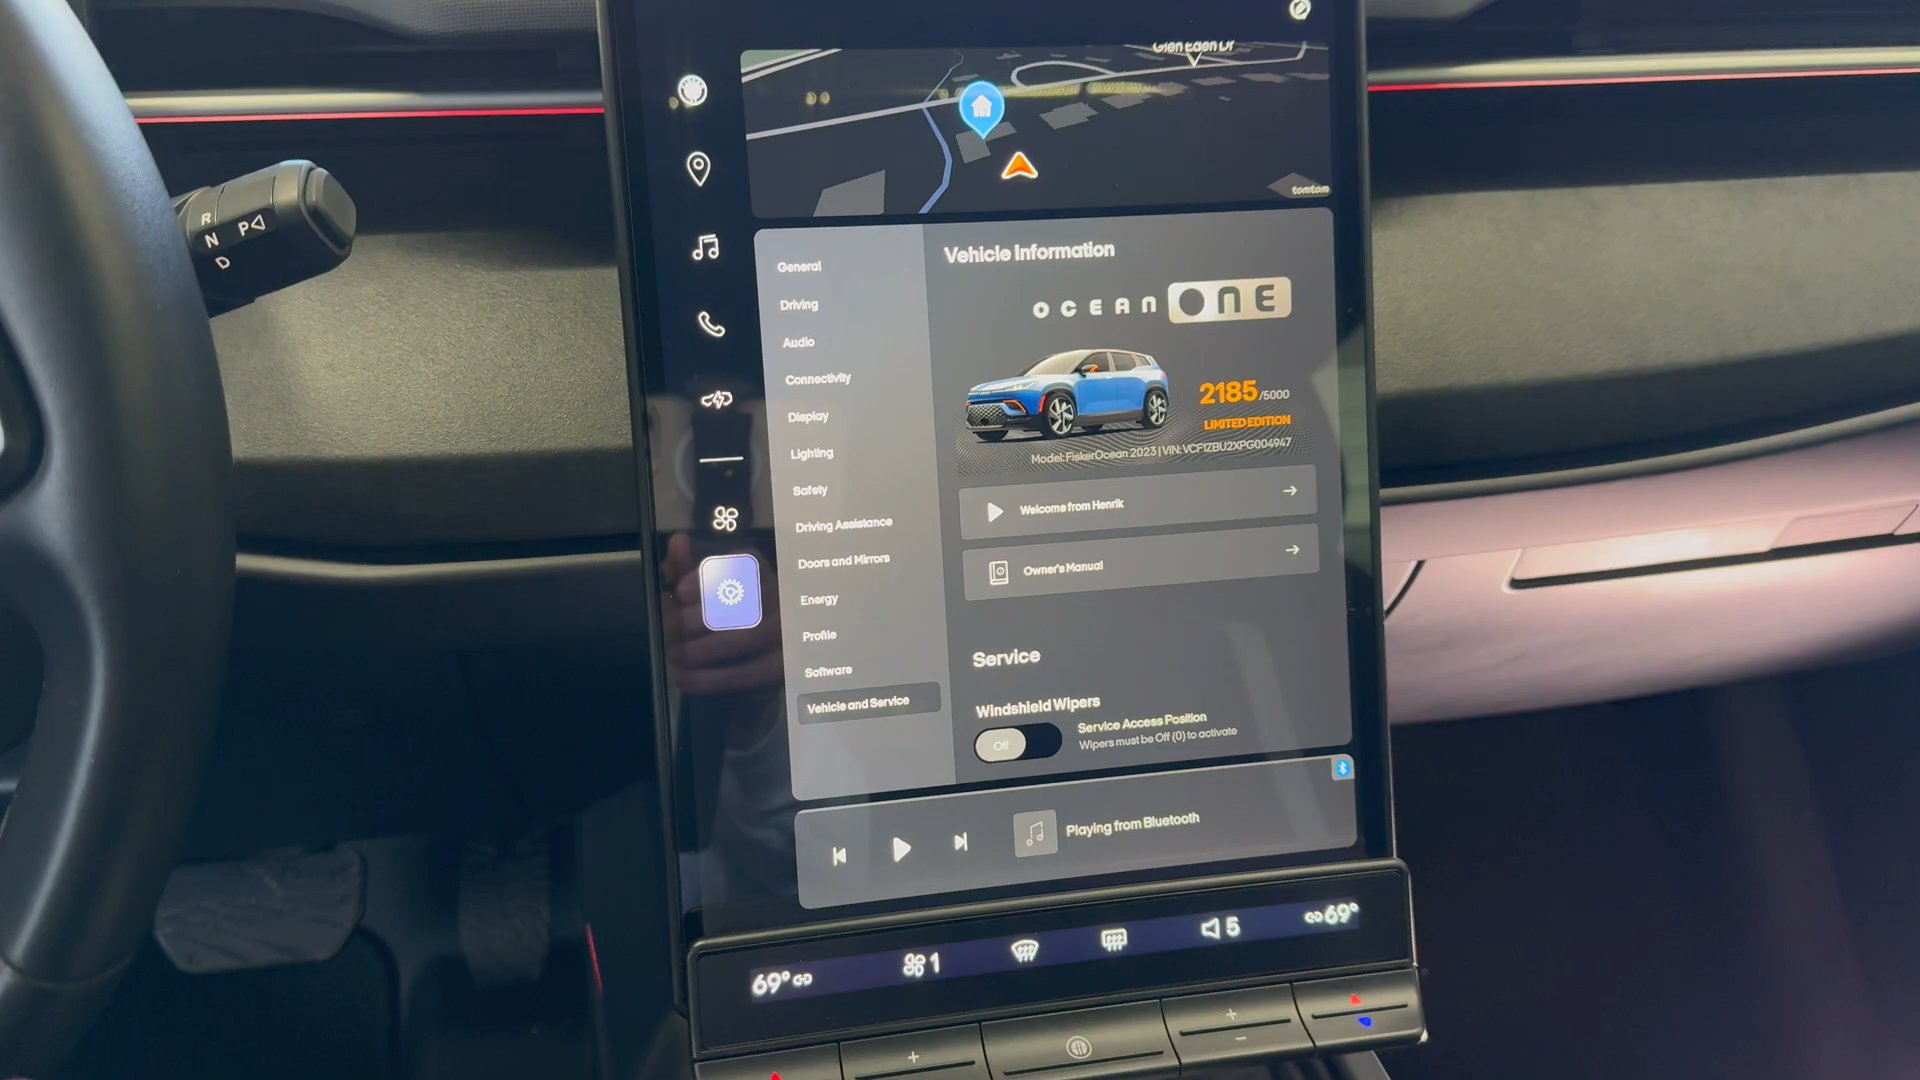 Glen Eden Dr
tomtom
R
N
P
D
General
Driving
Audio
Connectivity
Display
Lighting
Safety
Driving Assistance
Doors and Mirrors
Energy
Profile
Software
Vehicle and Service
Vehicle Information
OCEAN ONE
2185/5000
LIMITED EDITION
Model: FiskerOcean 2023 | VIN: VCF1ZBU2XPG004947
Welcome from Henrik
Owner's Manual
Service
Windshield Wipers
Off
Service Access Position
Wipers must be Off (0) to activate
Playing from Bluetooth
69°
1
5
69°